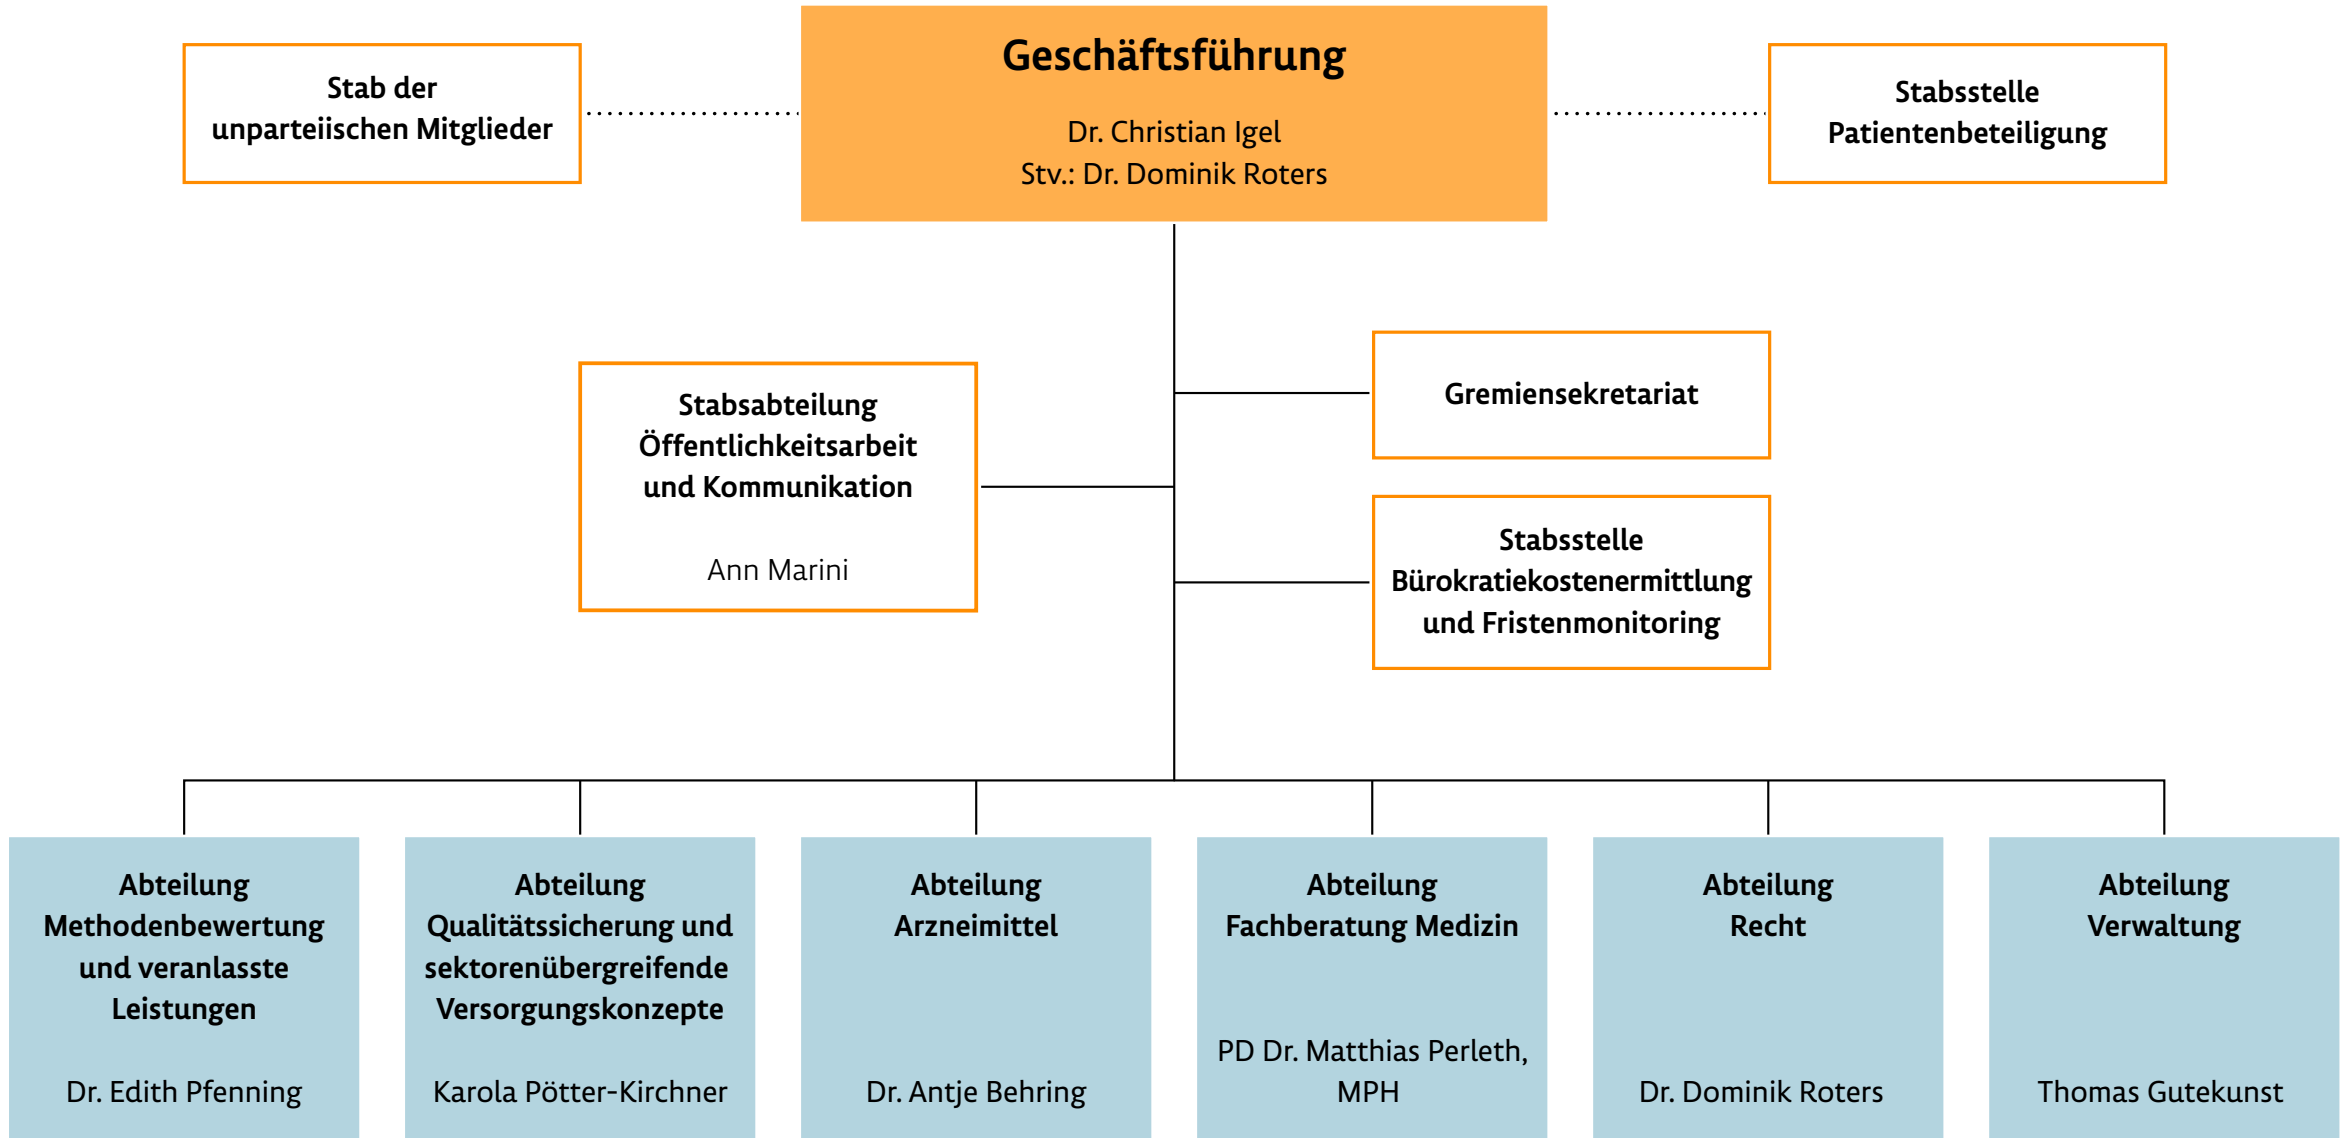 Geschäftsführung
Dr. Christian Igel
Stv.: Dr. Dominik Roters
Stab der
unparteiischen Mitglieder
Stabsstelle
Patientenbeteiligung
Stabsabteilung
Öffentlichkeitsarbeit
und Kommunikation
Ann Marini
Gremiensekretariat
Stabsstelle
Bürokratiekostenermittlung
und Fristenmonitoring
Abteilung
Methodenbewertung
und veranlasste
Leistungen
Dr. Edith Pfenning
Abteilung
Qualitätssicherung und
sektorenübergreifende
Versorgungskonzepte
Karola Pötter-Kirchner
Abteilung
Arzneimittel
Dr. Antje Behring
Abteilung
Fachberatung Medizin
PD Dr. Matthias Perleth,
MPH
Abteilung
Recht
Dr. Dominik Roters
Abteilung
Verwaltung
Thomas Gutekunst